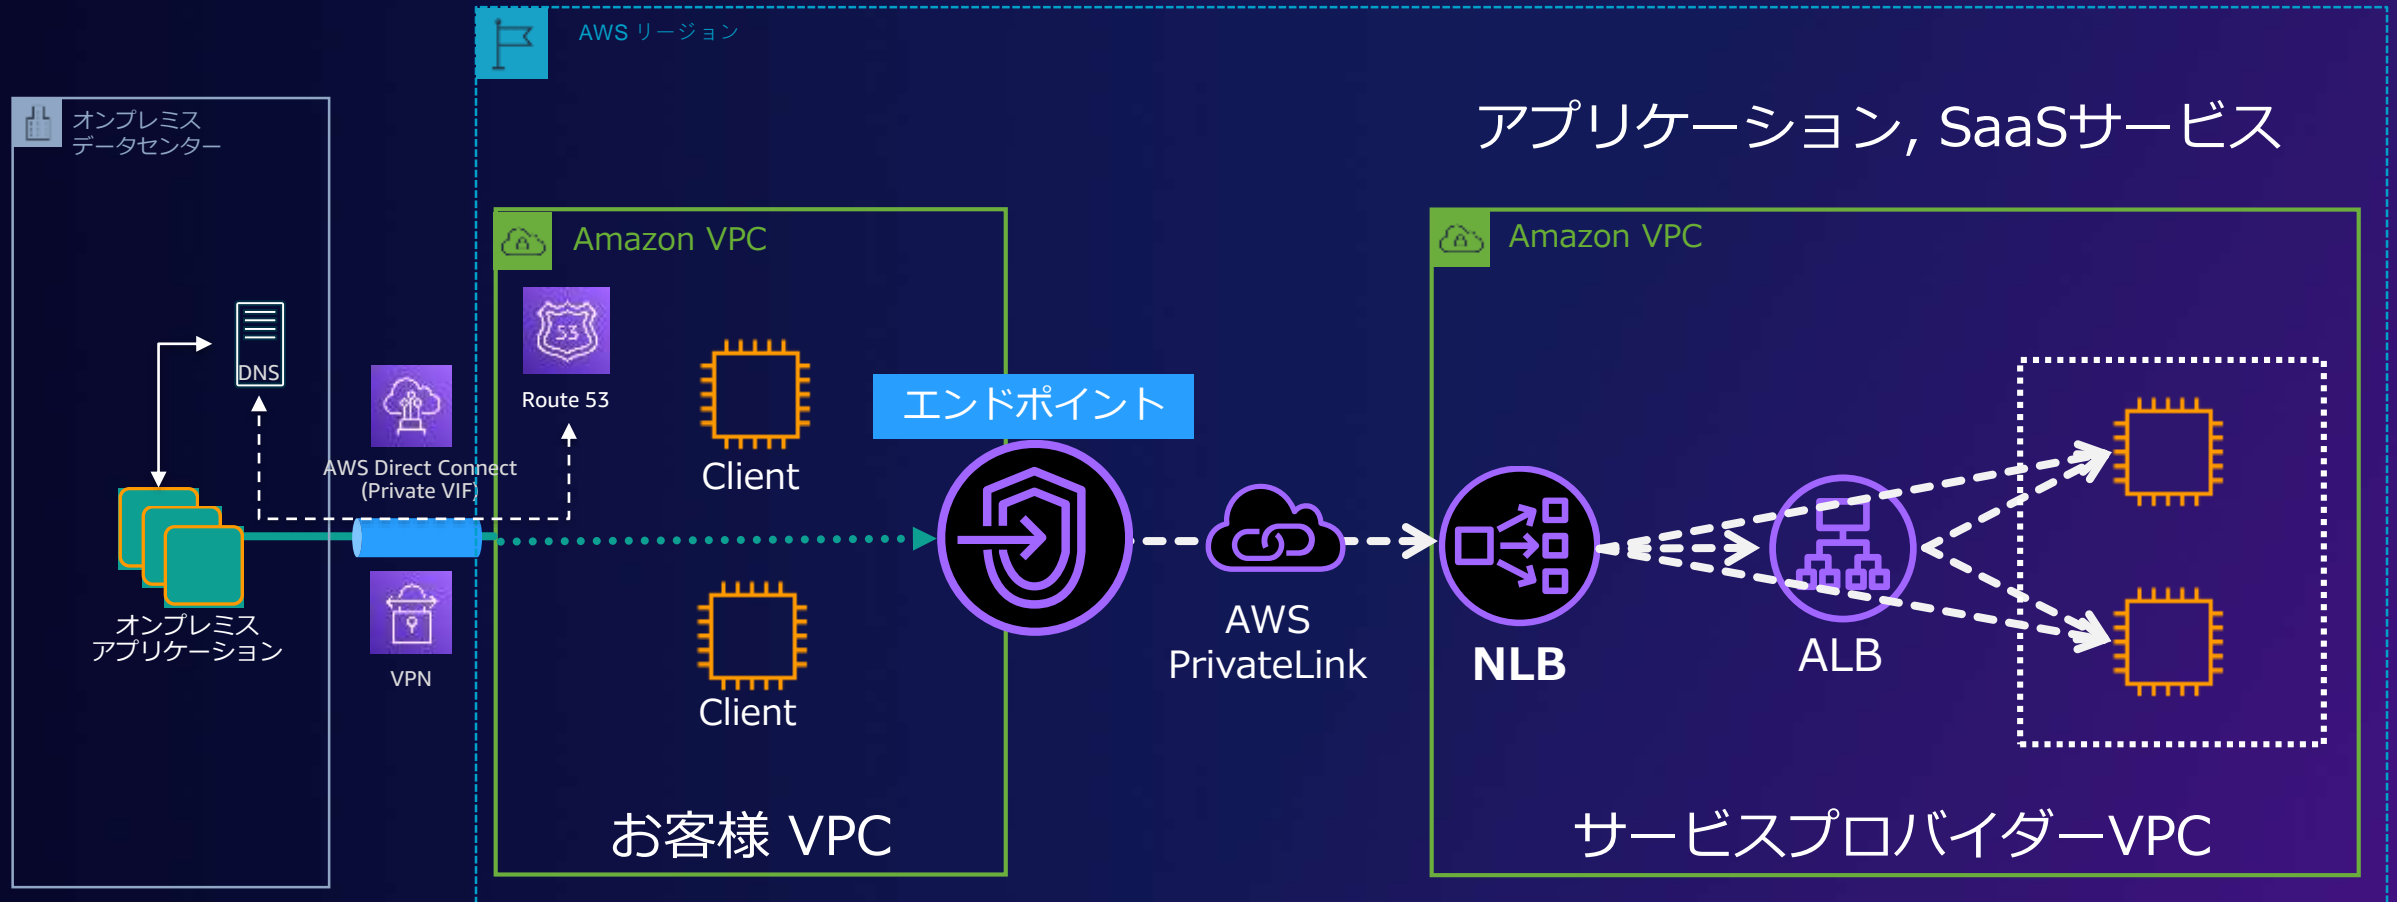 AWS リージョン
オンプレミス
データセンター
アプリケーション, SaaSサービス
Amazon VPC
Amazon VPC
53
DNS
Route 53
エンドポイント
AWS Direct Connect
(Private VIF)
Client
オンプレミス
アプリケーション
VPN
Client
AWS
PrivateLink
NLB
ALB
お客様 VPC
サービスプロバイダーVPC